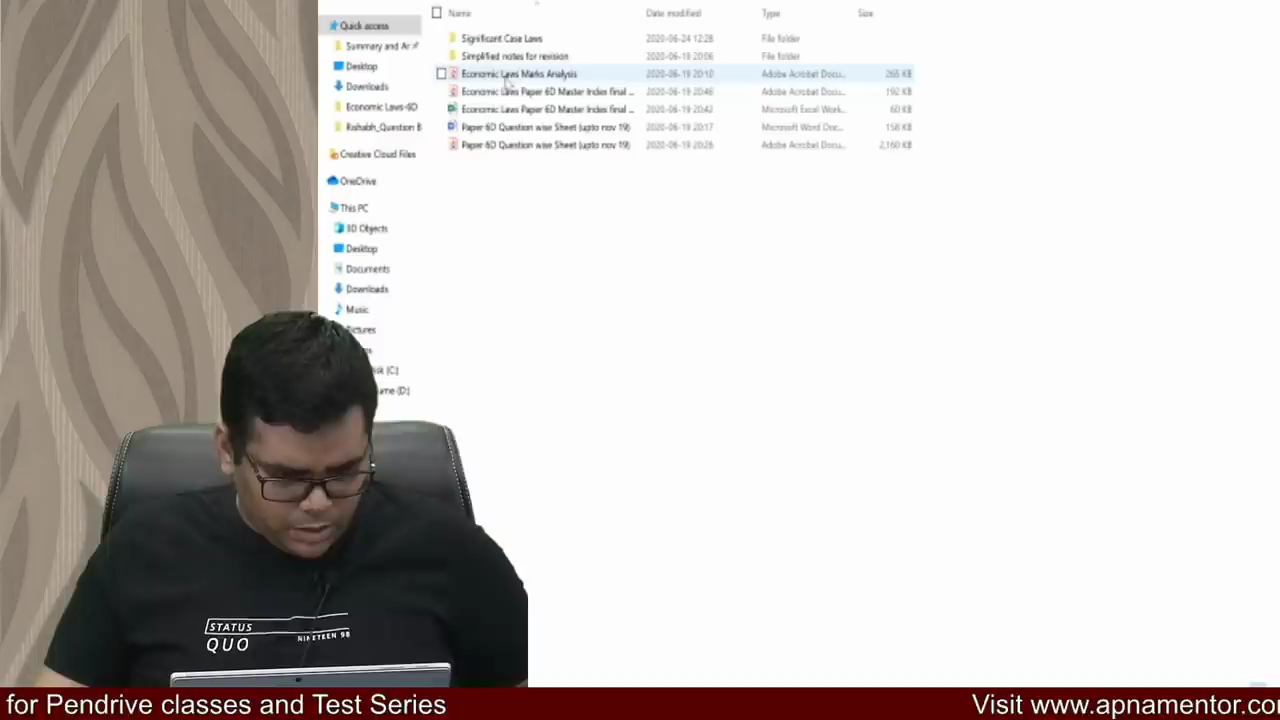 Name Date modified Type Size
Quick access
Significant Case Laws 2020-06-24 12:28 File folder
Summary and Ar
Simplified notes for revision 2020-06-19 20:06 File folder
Desktop
Economic Laws Marks Analysis 2020-06-19 20:10 Adobe Acrobat Docu... 265 KB
Downloads
Economic Laws Paper 6D Master Index final ... 2020-06-19 20:46 Adobe Acrobat Docu... 192 KB
Economic Laws-6D
Economic Laws Paper 6D Master Index final ... 2020-06-19 20:42 Microsoft Excel Work... 60 KB
Rishabh_Question B
Paper 6D Question wise Sheet (upto nov 19) 2020-06-19 20:17 Microsoft Word Doc... 158 KB
Paper 6D Question wise Sheet (upto nov 19) 2020-06-19 20:26 Adobe Acrobat Docu... 2,160 KB
Creative Cloud Files
OneDrive
This PC
3D Objects
Desktop
Documents
Downloads
Music
ictures
isk (C:)
ume (D:)
STATUS
QUO
NINETEEN 98
for Pendrive classes and Test Series
Visit www.apnamentor.co